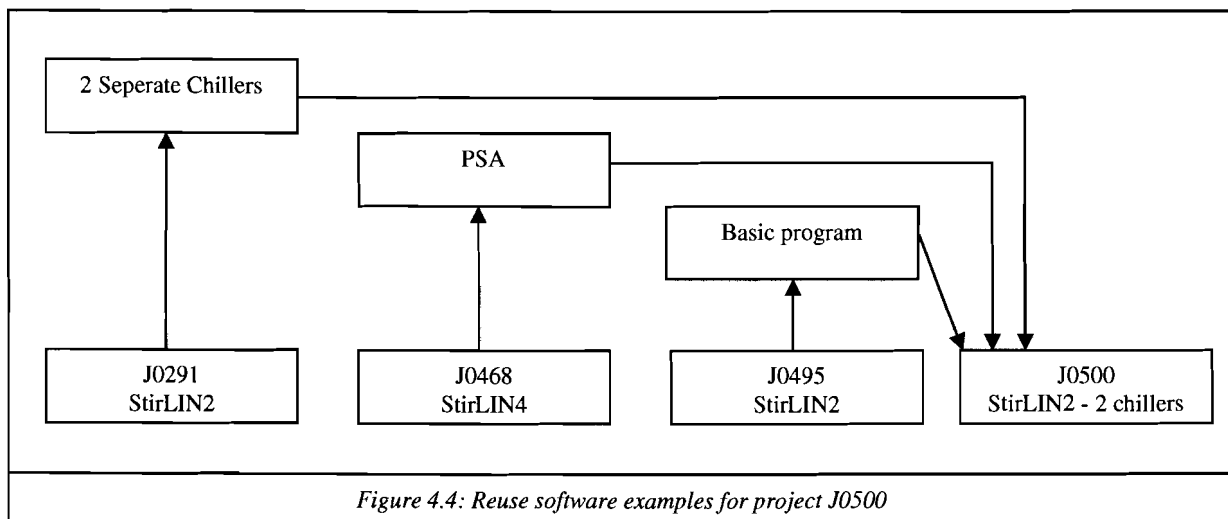 2 Seperate Chillers
PSA
Basic program
J0291
StirLIN2
J0468
StirLIN4
J0495
StirLIN2
J0500
StirLIN2 - 2 chillers
Figure 4.4: Reuse software examples for project J0500